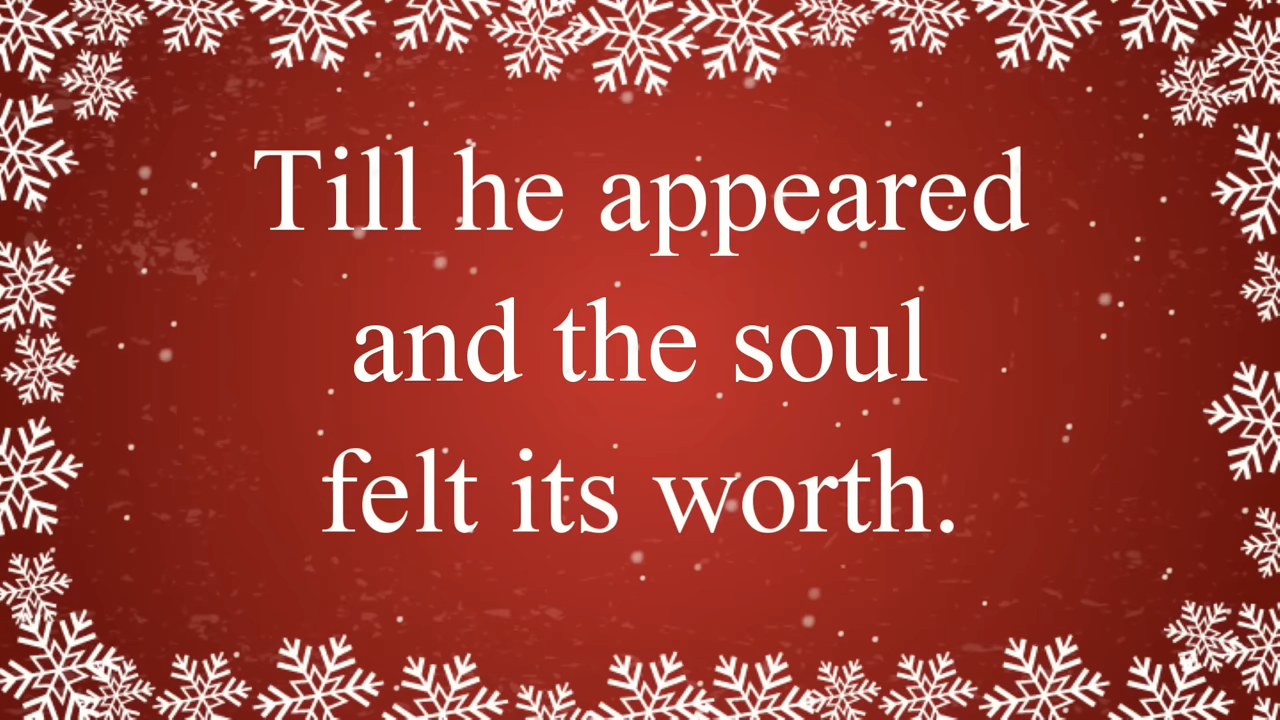 Till he appeared
and the soul
felt its worth.